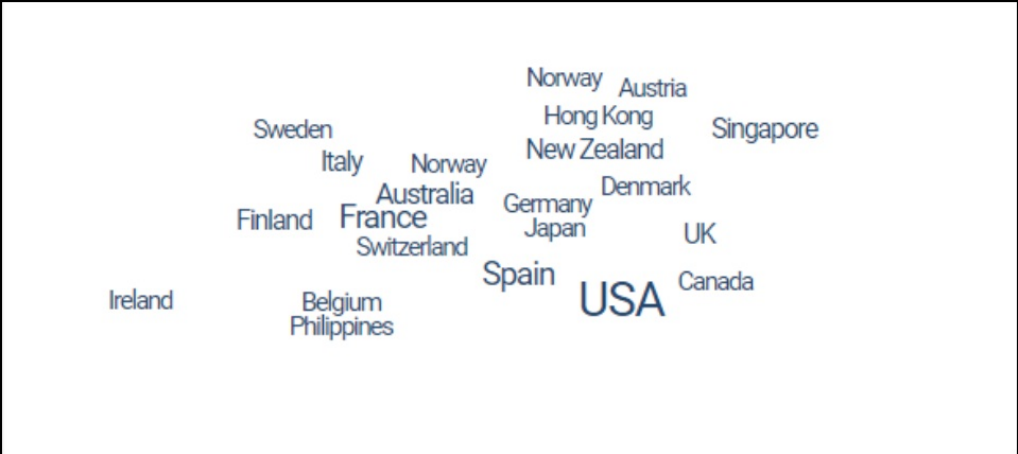 Norway
Austria
Hong Kong
Sweden
Singapore
New Zealand
Italy
Norway
Denmark
Australia
Germany
France
Finland
Japan
UK
Switzerland
Spain
Canada
USA
Ireland
Belgium
Philippines